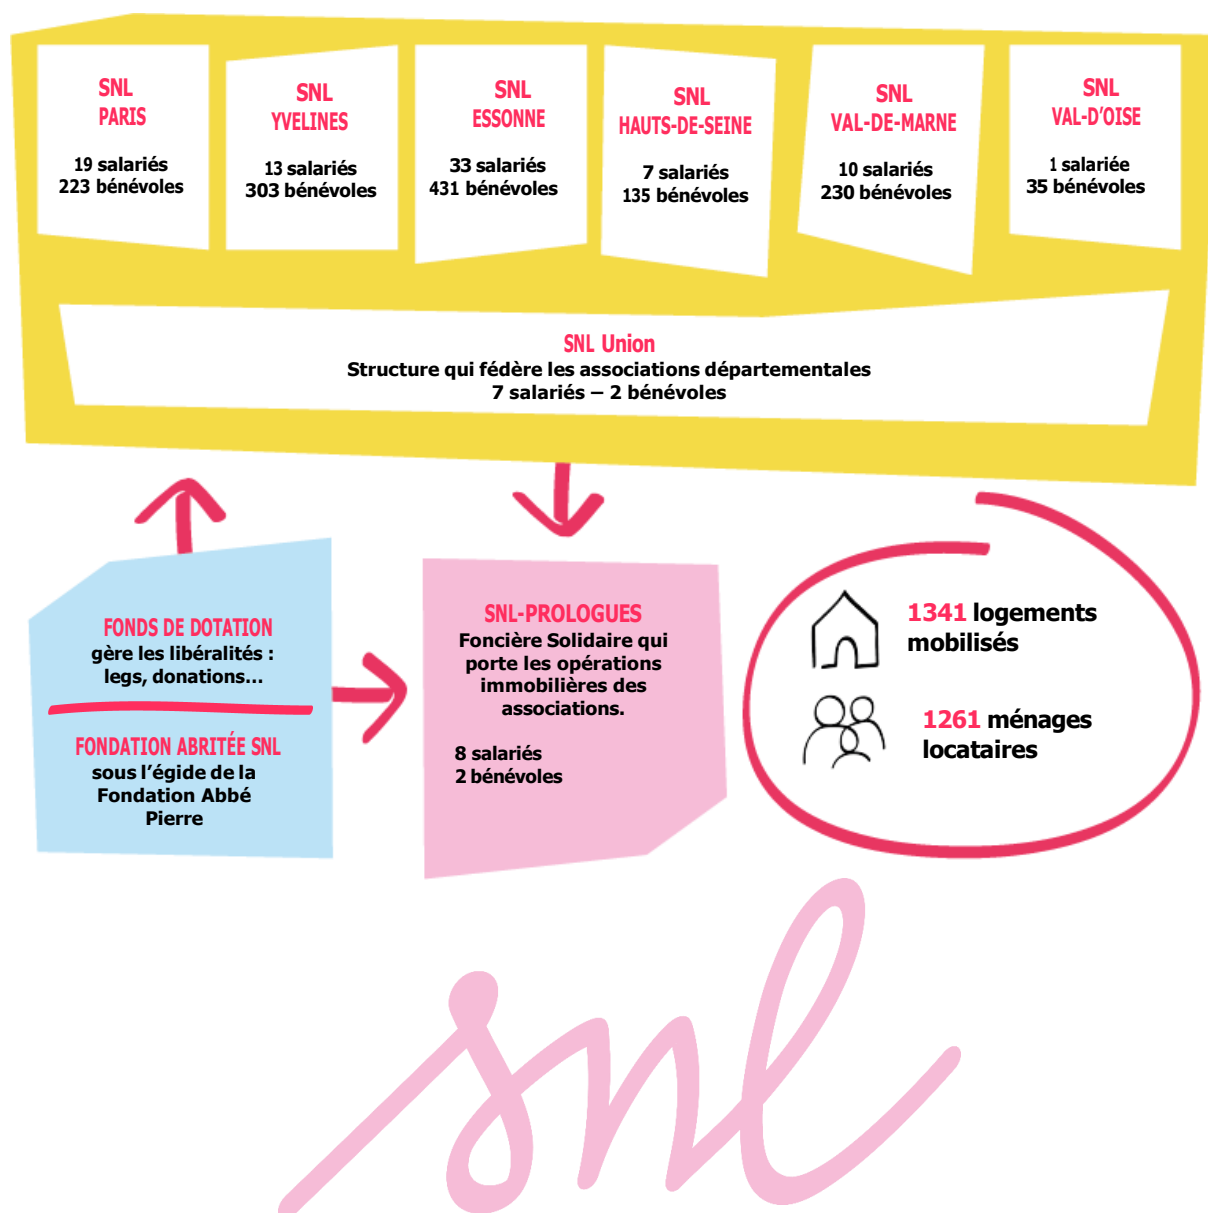 SNL
PARIS
19 salariés
223 bénévoles
SNL
YVELINES
13 salariés
303 bénévoles
SNL
ESSONNE
33 salariés
431 bénévoles
SNL
HAUTS-DE-SEINE
7 salariés
135 bénévoles
SNL
VAL-DE-MARNE
10 salariés
230 bénévoles
SNL
VAL-D'OISE
1 salariée
35 bénévoles
SNL Union
Structure qui fédère les associations départementales
7 salariés – 2 bénévoles
FONDS DE DOTATION
gère les libéralités :
legs, donations...
FONDATION ABRITÉE SNL
sous l'égide de la
Fondation Abbé
Pierre
SNL-PROLOGUES
Foncière Solidaire qui
porte les opérations
immobilières des
associations.
8 salariés
2 bénévoles
1341 logements
mobilisés
1261 ménages
locataires
snl